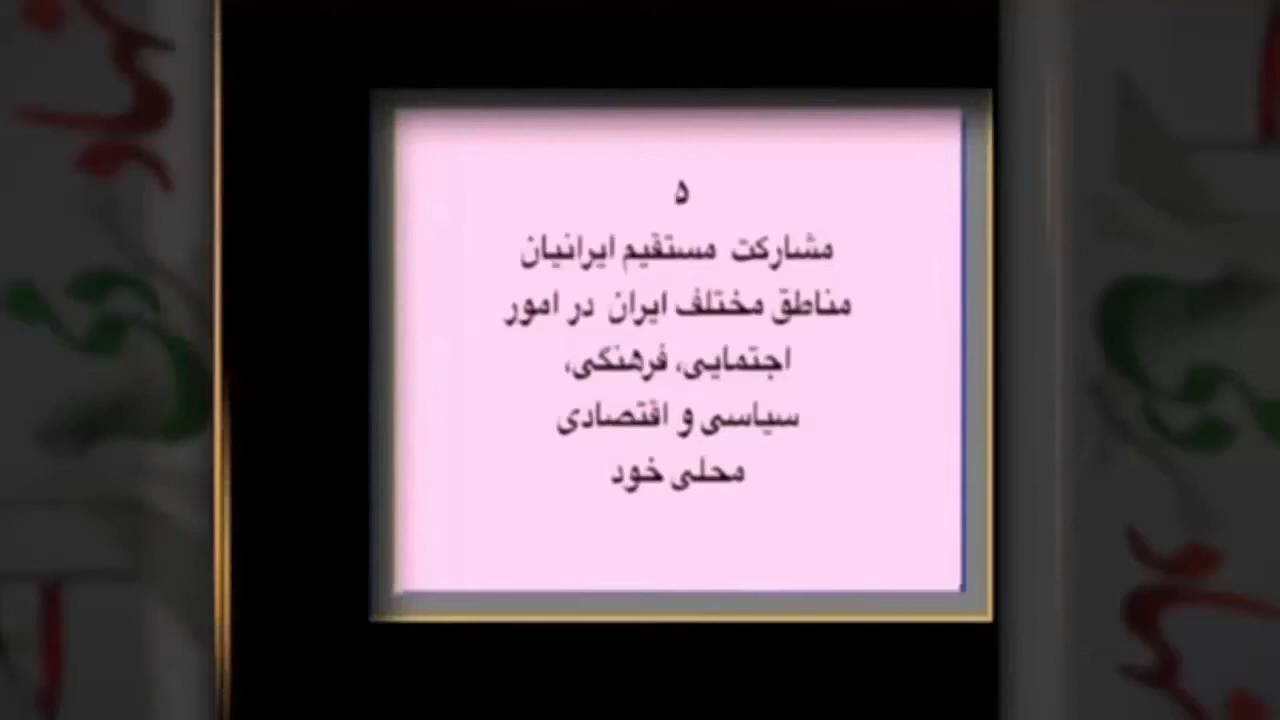 ۵
مشارکت مستقیم ایرانیان
مناطق مختلف ایران در امور
اجتمایی، فرهنگی،
سیاسی و اقتصادی
محلی خود